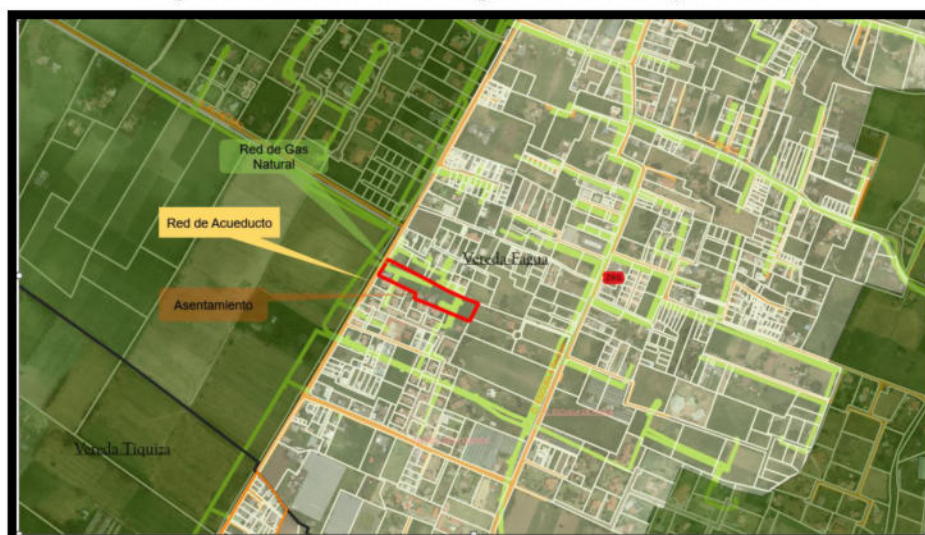 Red de Gas
Natural
Red de Acueducto
Vereda Fagua
Asentamiento
Vereda Tiquiza